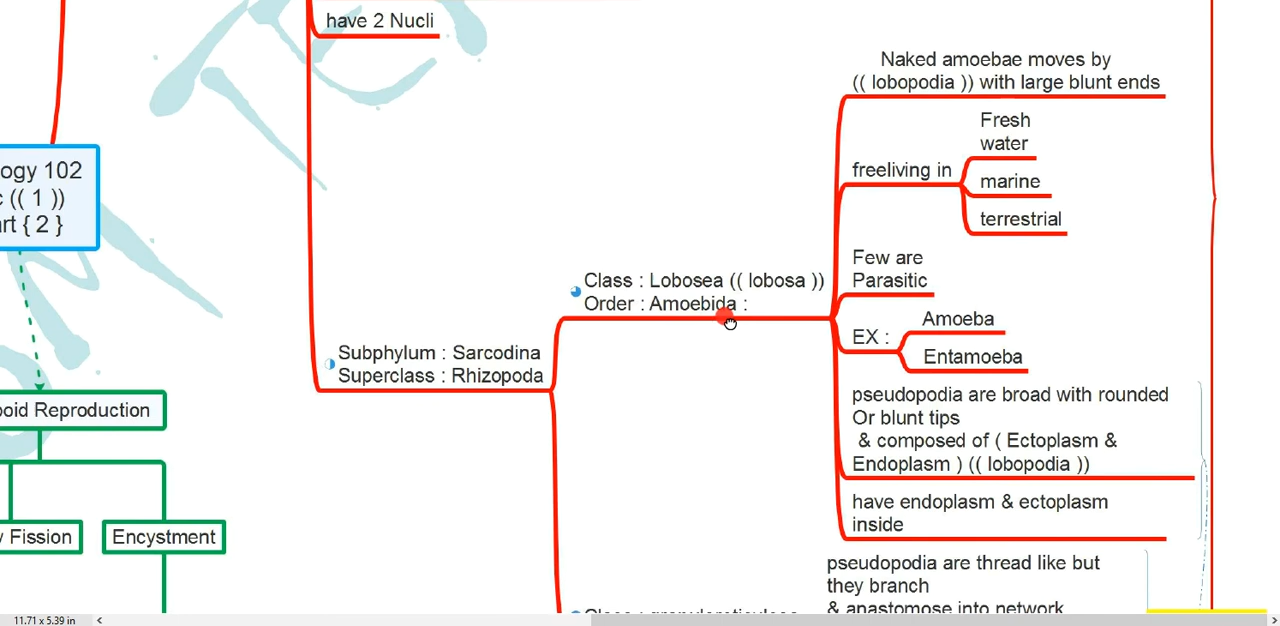 have 2 Nucli
Naked amoebae moves by
(( lobopodia )) with large blunt ends
Fresh
water
freeliving in
marine
terrestrial
ogy 102
(( 1 ))
{ 2 }
Few are
Parasitic
Class : Lobosea (( lobosa ))
Order : Amoebida :
EX :
Amoeba
Entamoeba
Subphylum : Sarcodina
Superclass : Rhizopoda
pseudopodia are broad with rounded
Or blunt tips
& composed of ( Ectoplasm &
Endoplasm ) (( lobopodia ))
oid Reproduction
have endoplasm & ectoplasm
inside
Fission
Encystment
pseudopodia are thread like but
they branch
& anastomose into network
Class :
11.71 x 5.39 in